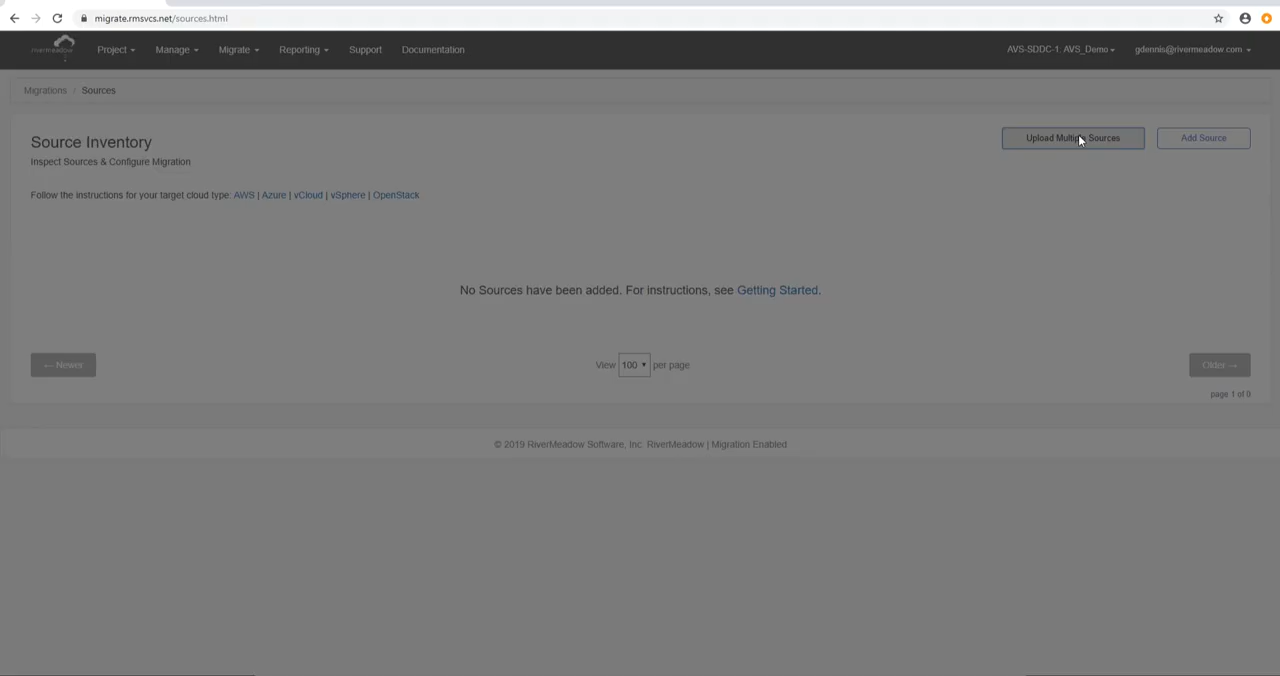 migrate.rmsvcs.net/sources.html
rivermeadow
Project Manage Migrate Reporting Support Documentation AVS-SDDC-1: AVS_Demo gdennis@rivermeadow.com
Migrations / Sources
Source Inventory
Upload Multiple Sources Add Source
Inspect Sources & Configure Migration
Follow the instructions for your target cloud type: AWS | Azure | vCloud | vSphere | OpenStack
No Sources have been added. For instructions, see Getting Started.
← Newer View 100 per page Older →
page 1 of 0
© 2019 RiverMeadow Software, Inc. RiverMeadow | Migration Enabled